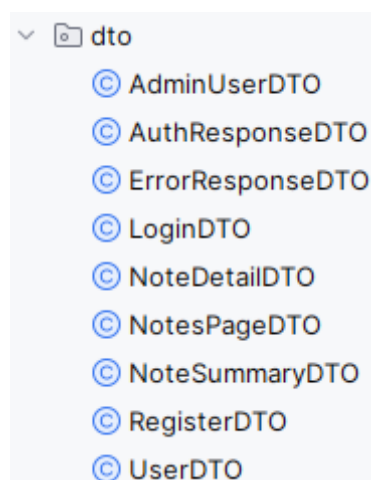 dto
AdminUserDTO
AuthResponseDTO
ErrorResponseDTO
LoginDTO
NoteDetailDTO
NotesPageDTO
NoteSummaryDTO
RegisterDTO
UserDTO